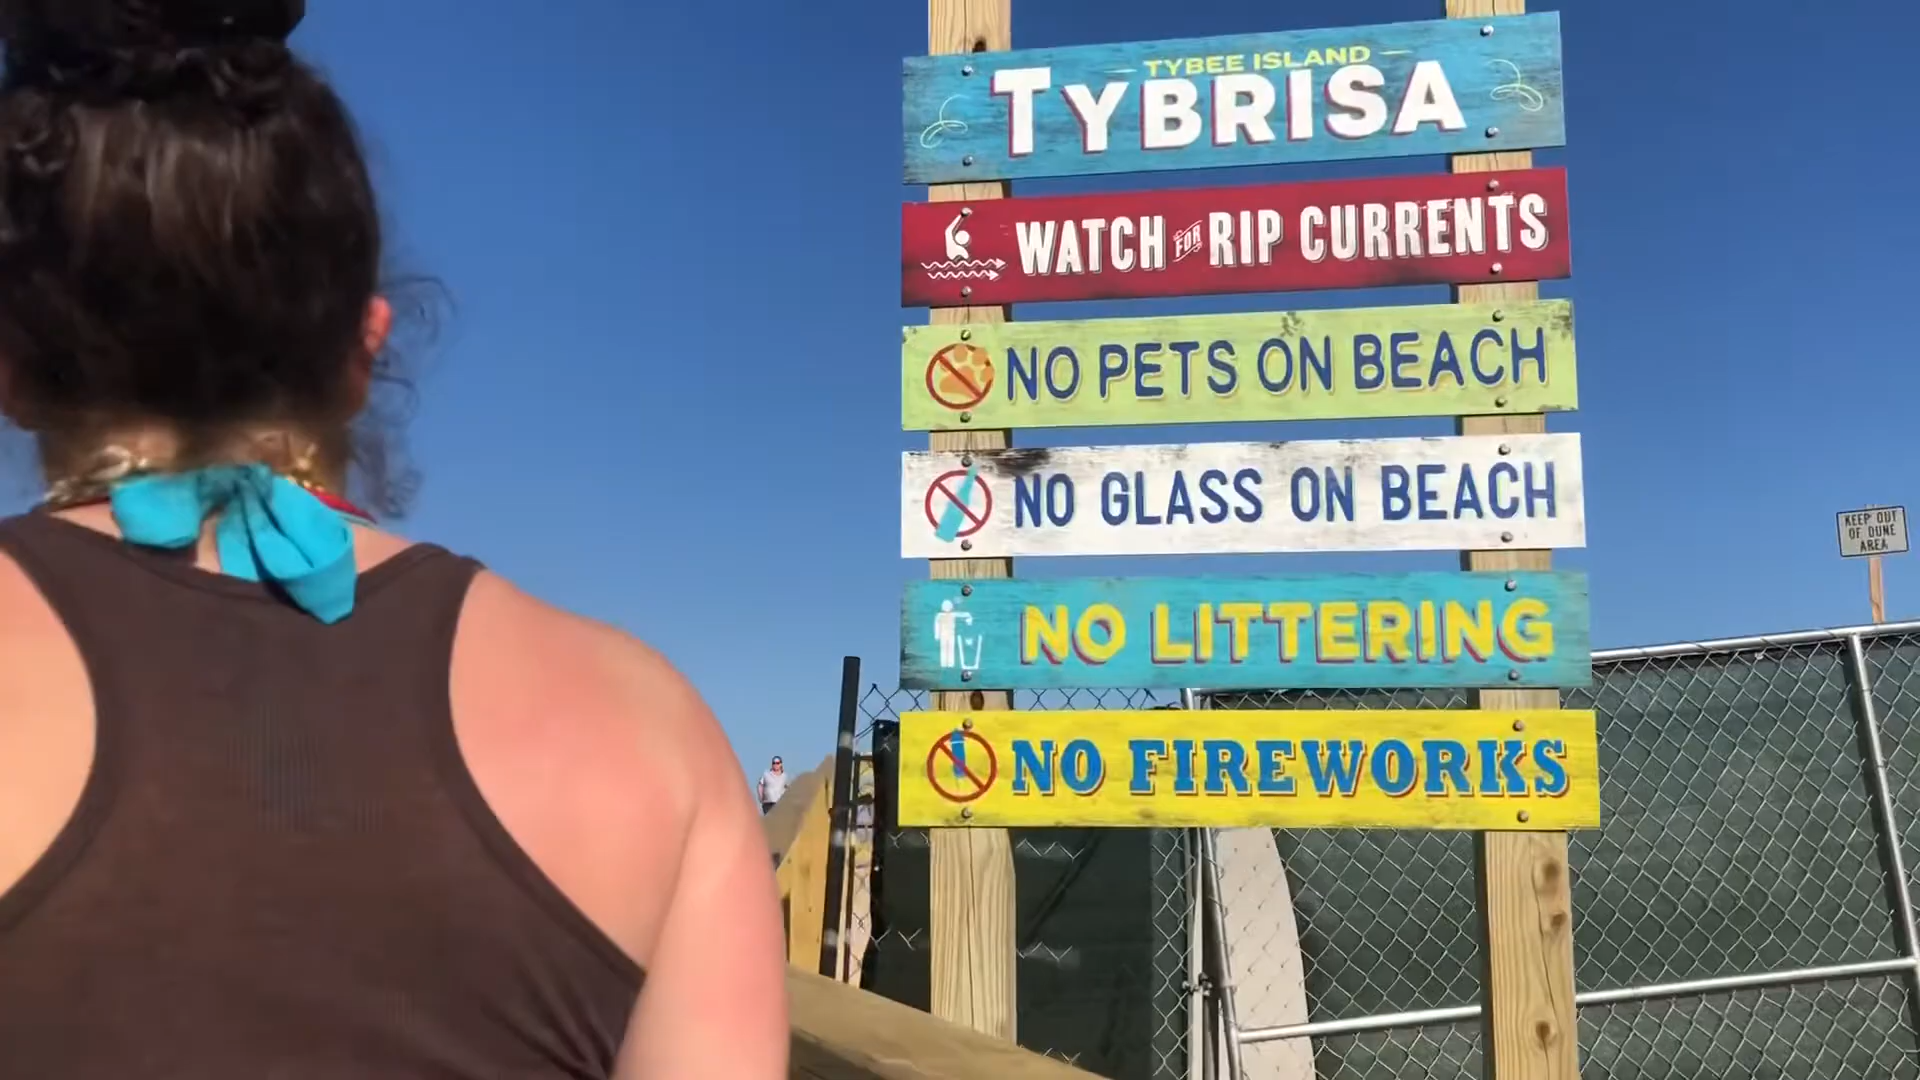 TYBEE ISLAND
TYBRISA
WATCH FOR RIP CURRENTS
NO PETS ON BEACH
NO GLASS ON BEACH
NO LITTERING
NO FIREWORKS
KEEP OUT
OF DUNE
AREA